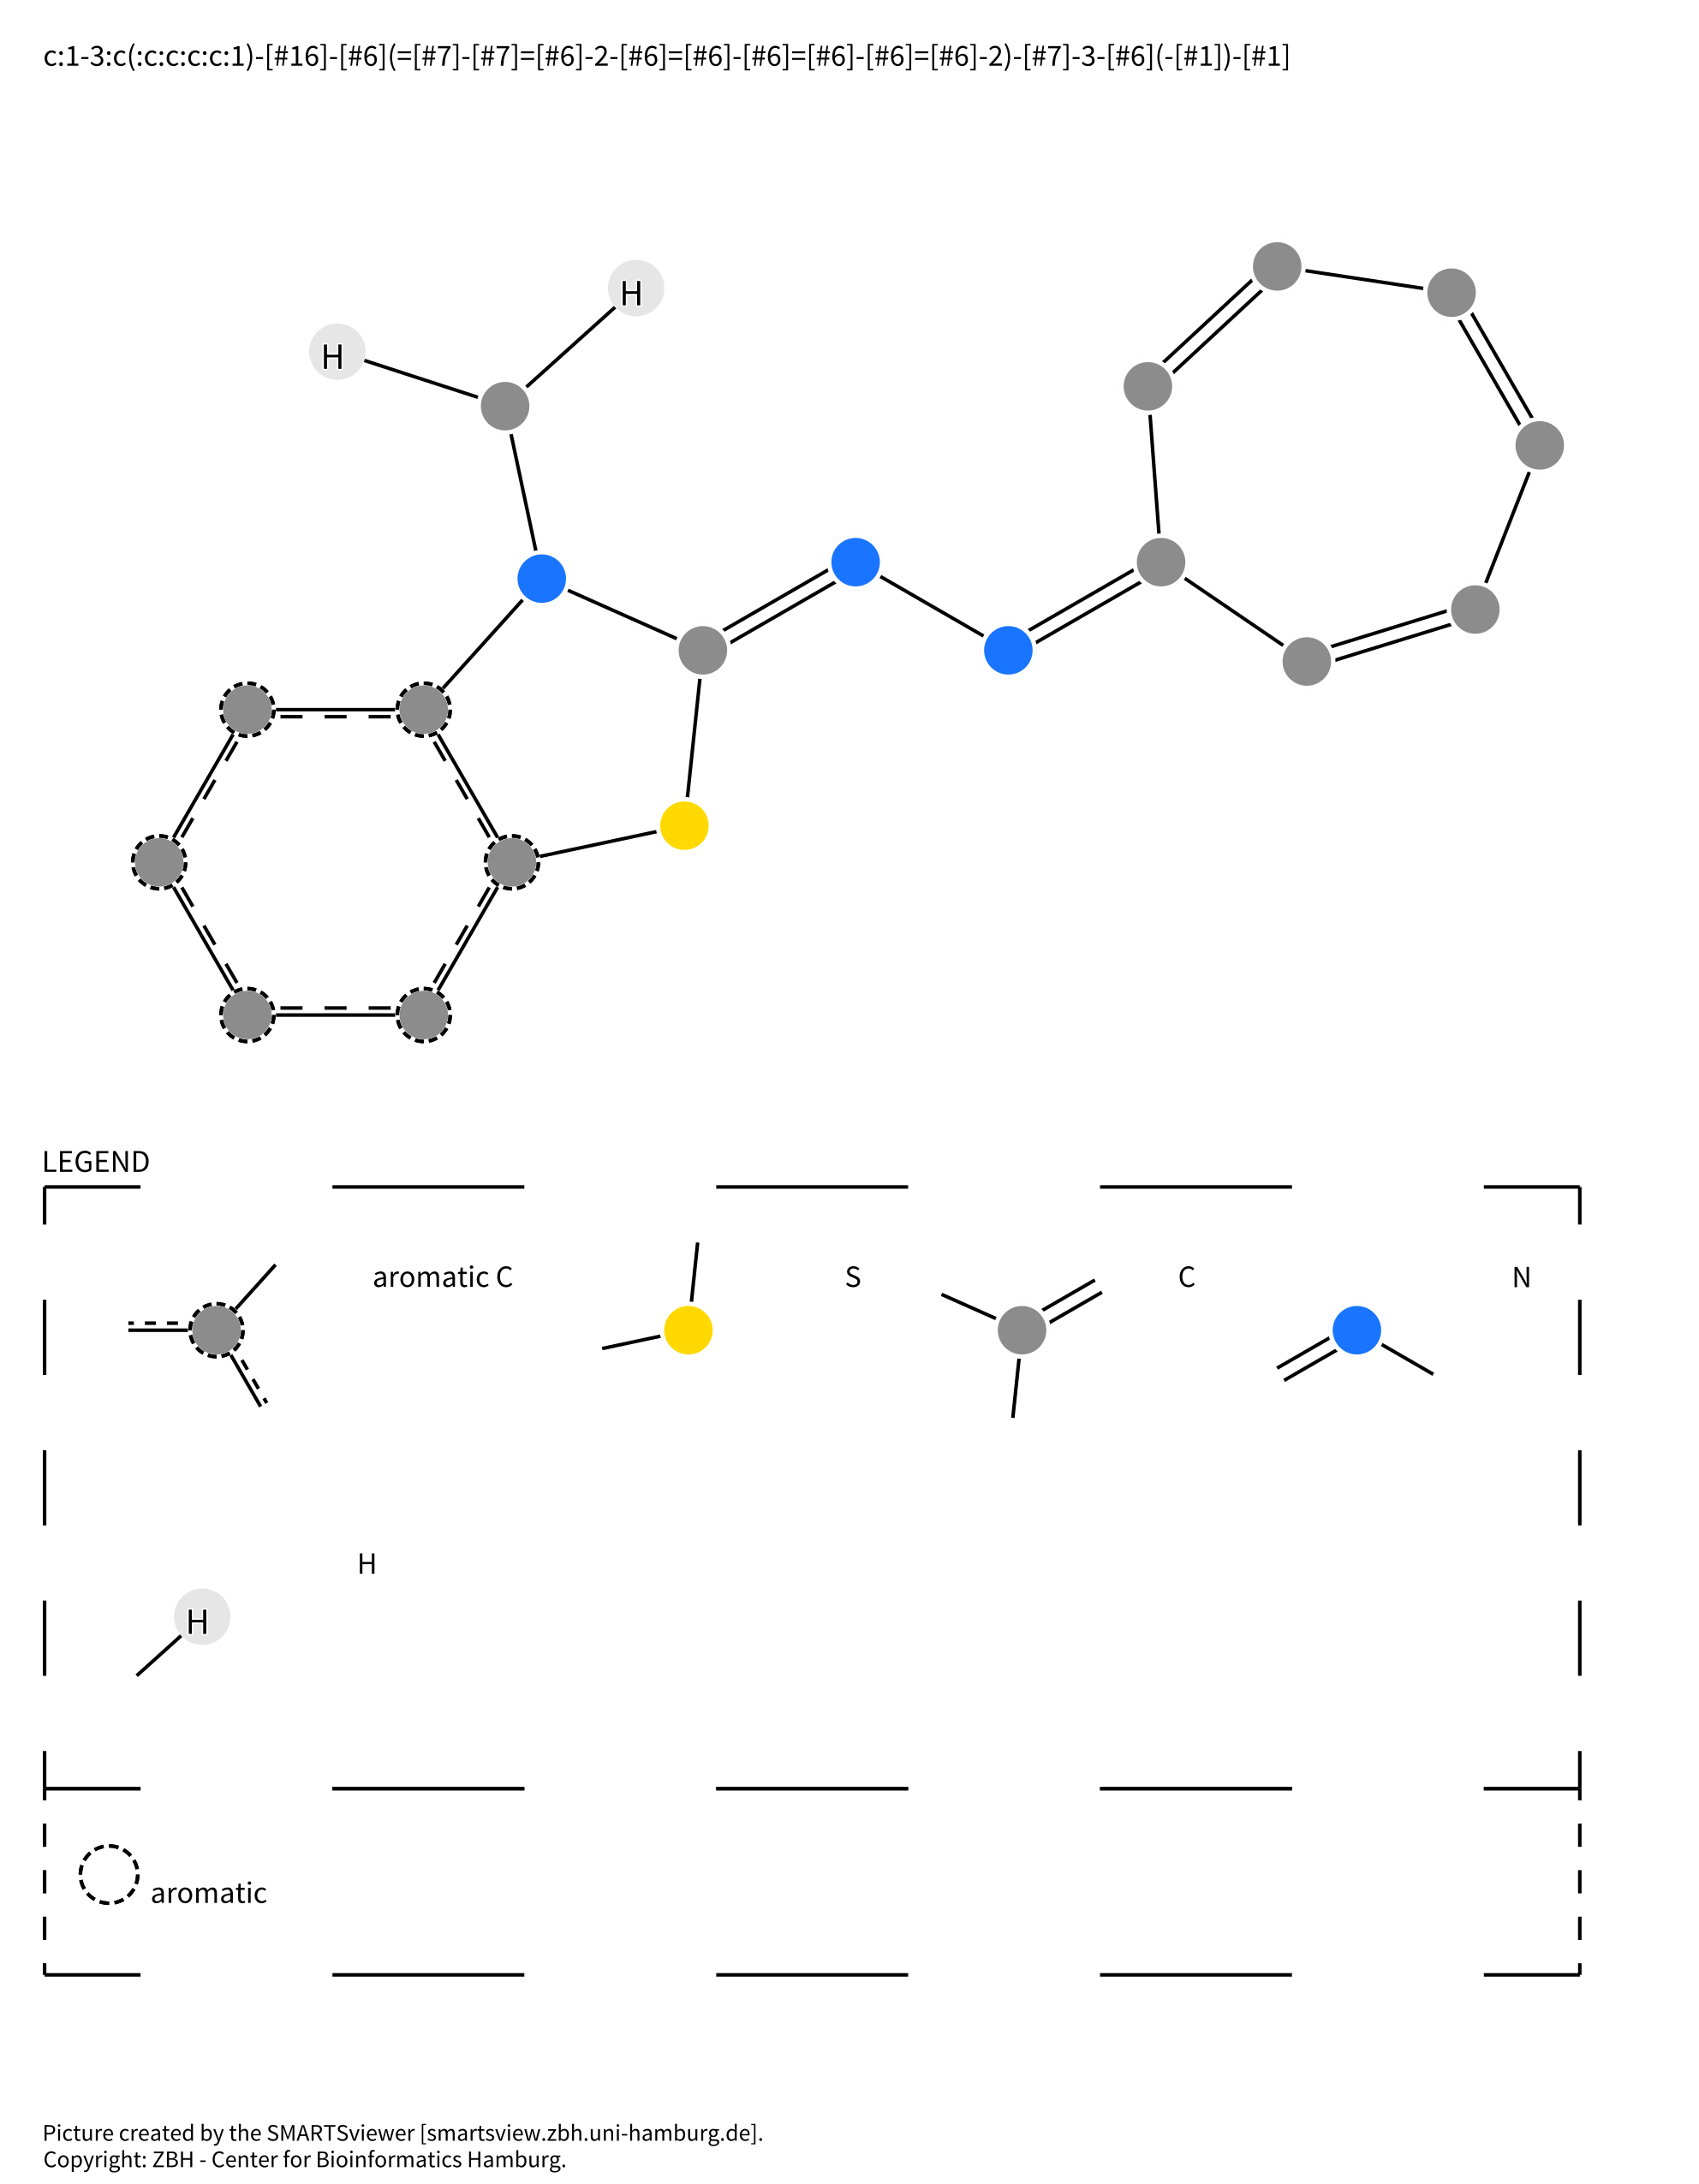 c:1-3:c(:c:c:c:c:1)-[#16]-[#6](=[#7]-[#7]=[#6]-2-[#6]=[#6]-[#6]=[#6]-[#6]=[#6]-2)-[#7]-3-[#6](-[#1])-[#1]
H
H
LEGEND
aromatic C
S
C
N
H
H
aromatic
Picture created by the SMARTSviewer [smartsview.zbh.uni-hamburg.de].
Copyright: ZBH - Center for Bioinformatics Hamburg.